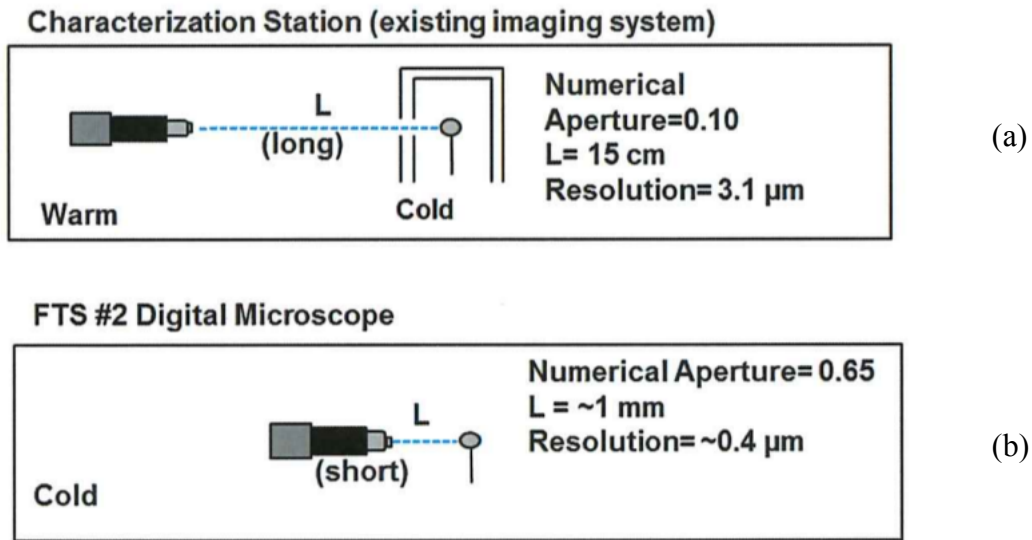 Characterization Station (existing imaging system)
L
(long)
Warm
Cold
Numerical
Aperture=0.10
L= 15 cm
Resolution= 3.1 µm
(a)
FTS #2 Digital Microscope
L
(short)
Cold
Numerical Aperture= 0.65
L = ~1 mm
Resolution= ~0.4 µm
(b)